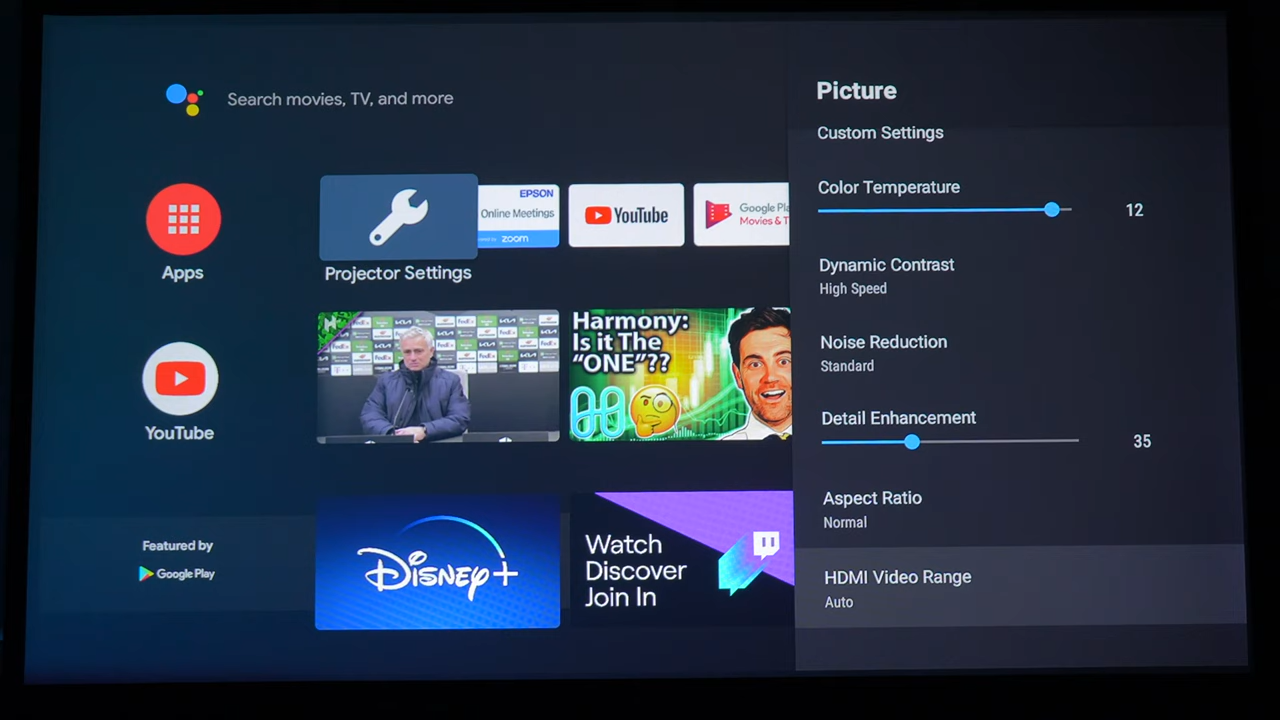 Search movies, TV, and more
Apps
EPSON
Online Meetings
zoom
YouTube
Google Pla
Movies & T
Projector Settings
YouTube
FedEx
Harmony:
Is it The
"ONE"??
Featured by
Google Play
Disney+
Watch
Discover
Join In
Picture
Custom Settings
Color Temperature
12
Dynamic Contrast
High Speed
Noise Reduction
Standard
Detail Enhancement
35
Aspect Ratio
Normal
HDMI Video Range
Auto